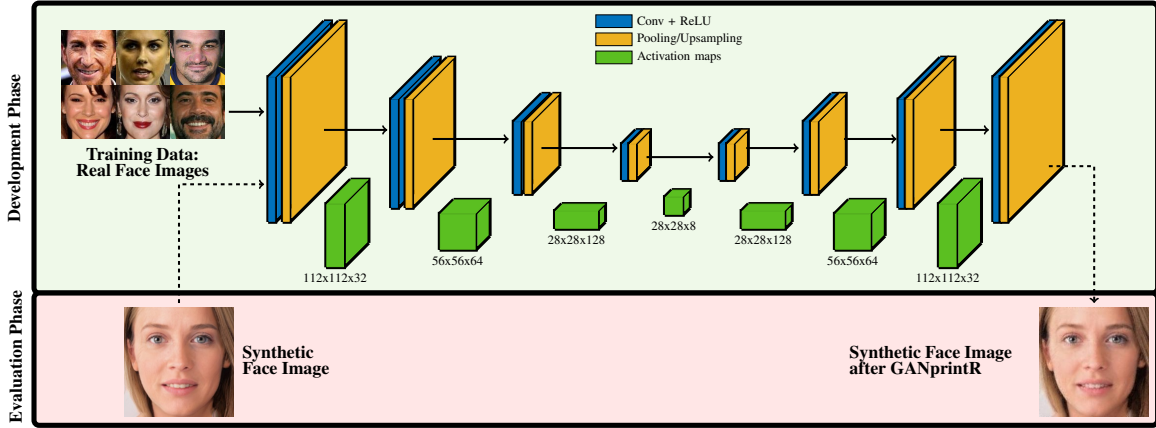 Development Phase
Conv + ReLU
Pooling/Upsampling
Activation maps
Training Data:
Real Face Images
112x112x32
56x56x64
28x28x128
28x28x8
28x28x128
56x56x64
112x112x32
Evaluation Phase
Synthetic
Face Image
Synthetic Face Image
after GANprintR